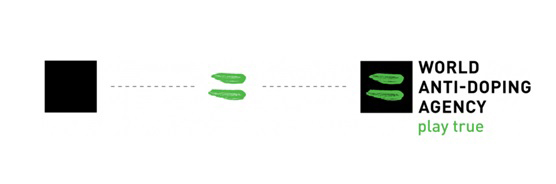 WORLD
ANTI-DOPING
AGENCY
play true